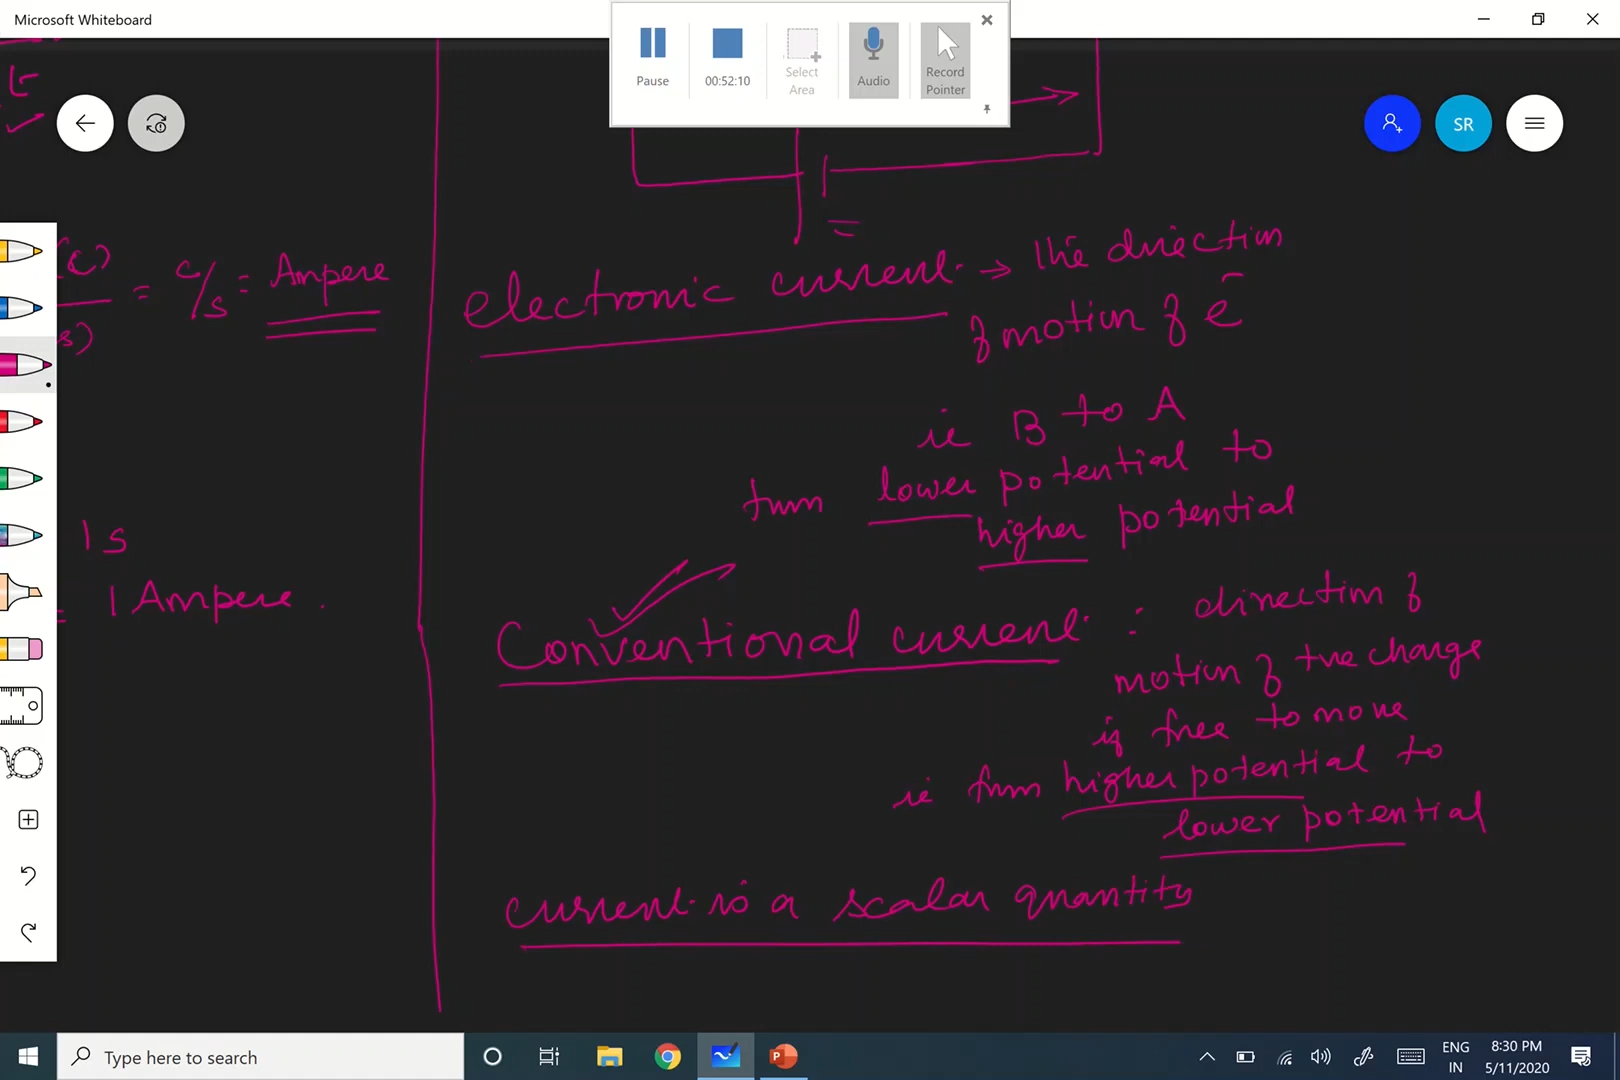 Microsoft Whiteboard
Pause
00:52:10
Select
Area
Audio
Record
Pointer
SR
t
(C)
s)
= C/s = Ampere
1 s
= 1 Ampere.
=
electronic current → the direction
of motion of e-
ie B to A
from lower potential to
higher potential
Conventional current : direction of
motion of +ve charge
if free to move
ie from higher potential to
lower potential
current is a scalar quantity
Type here to search
ENG
IN
8:30 PM
5/11/2020